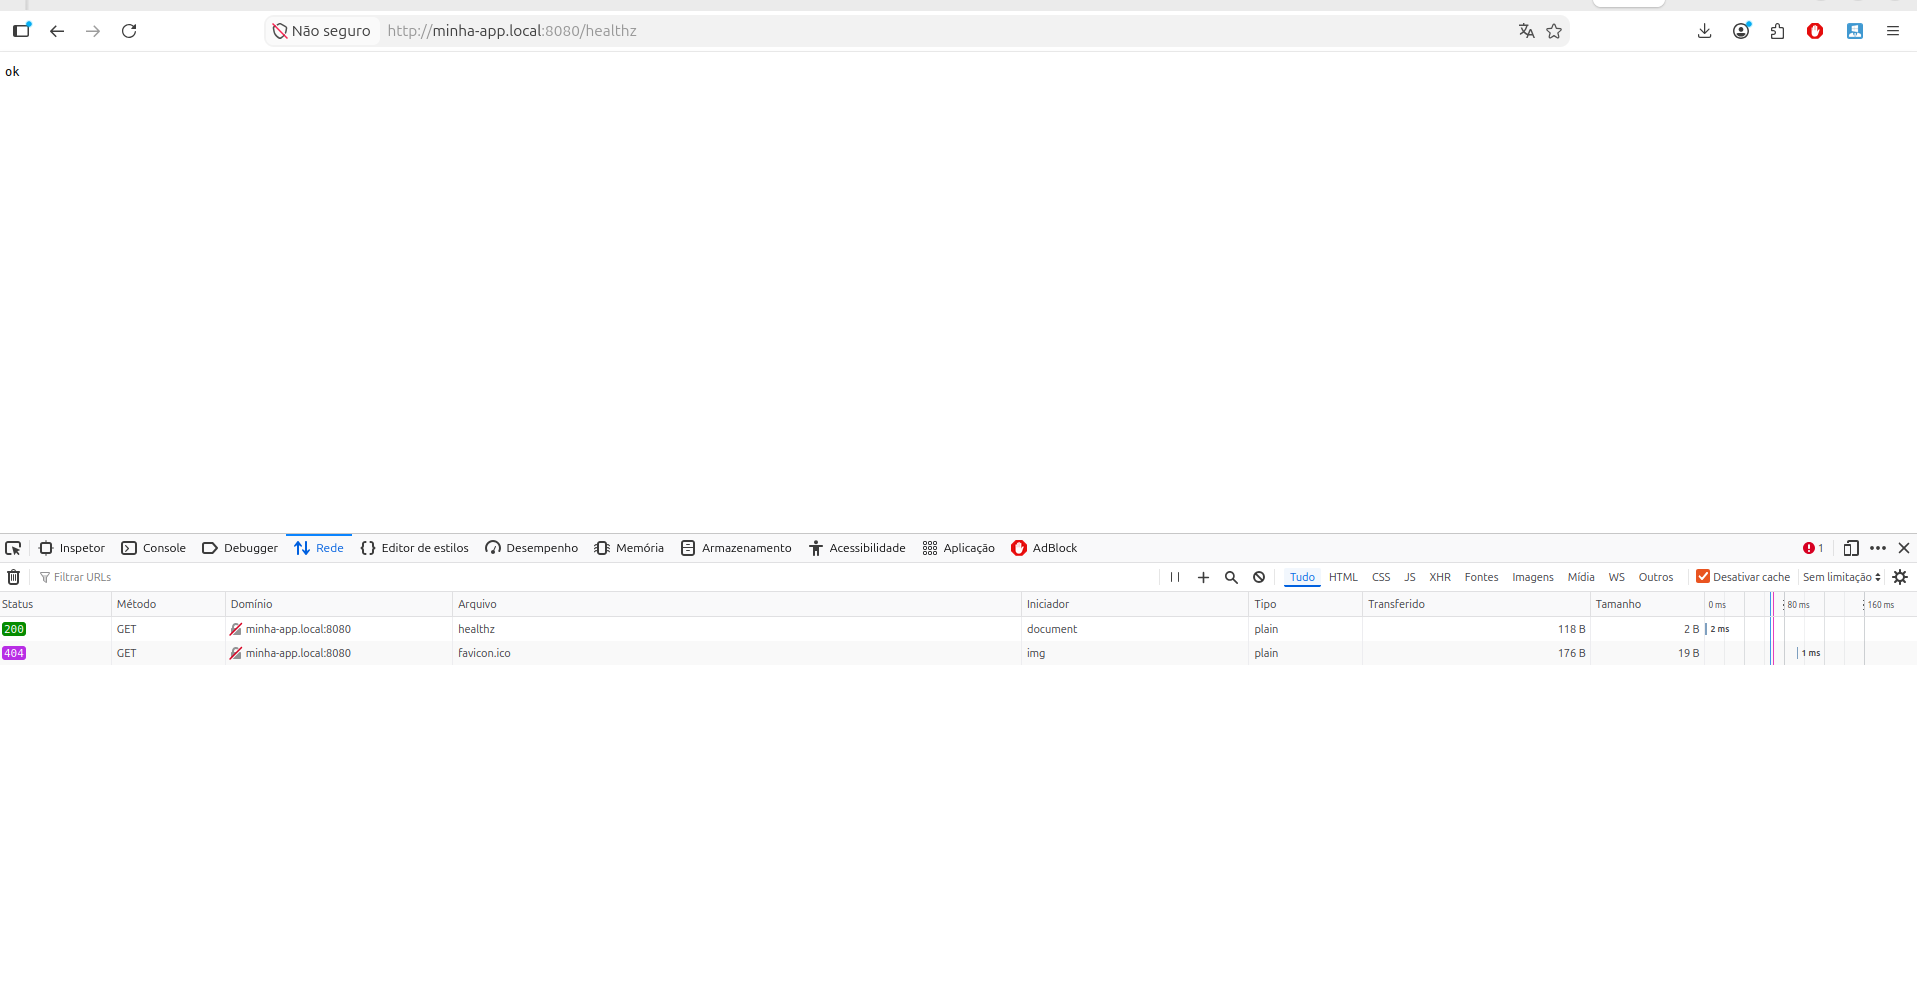 Não seguro http://minha-app.local:8080/healthz
ok
Inspetor Console Debugger Rede Editor de estilos Desempenho Memória Armazenamento Acessibilidade Aplicação AdBlock 1
Filtrar URLs Tudo HTML CSS JS XHR Fontes Imagens Mídia WS Outros Desativar cache Sem limitação
Status Método Domínio Arquivo Iniciador Tipo Transferido Tamanho 0 ms 80 ms 160 ms
200 GET minha-app.local:8080 healthz document plain 118 B 2 B 2 ms
404 GET minha-app.local:8080 favicon.ico img plain 176 B 19 B 1 ms